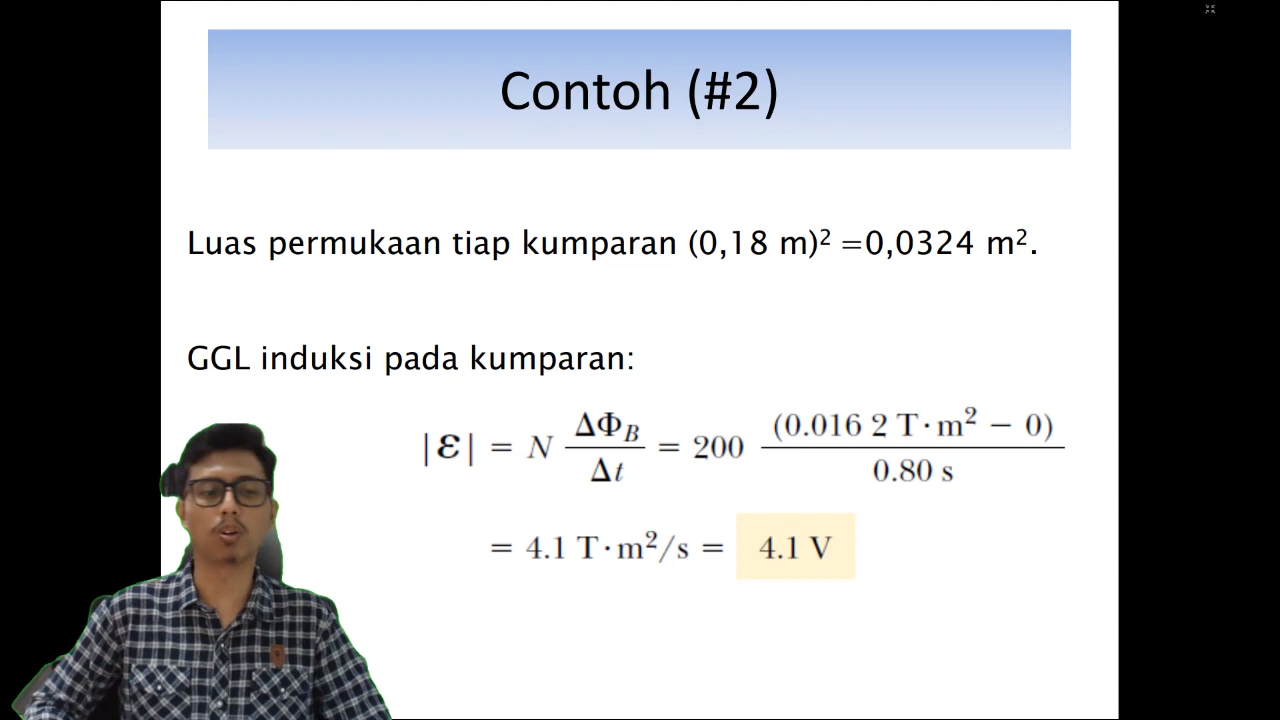 Contoh (#2)
Luas permukaan tiap kumparan (0,18 m)² =0,0324 m².
GGL induksi pada kumparan:
|ℰ| = N ΔΦ_B / Δt = 200 (0.016 2 T·m² − 0) / 0.80 s
= 4.1 T·m²/s = 4.1 V